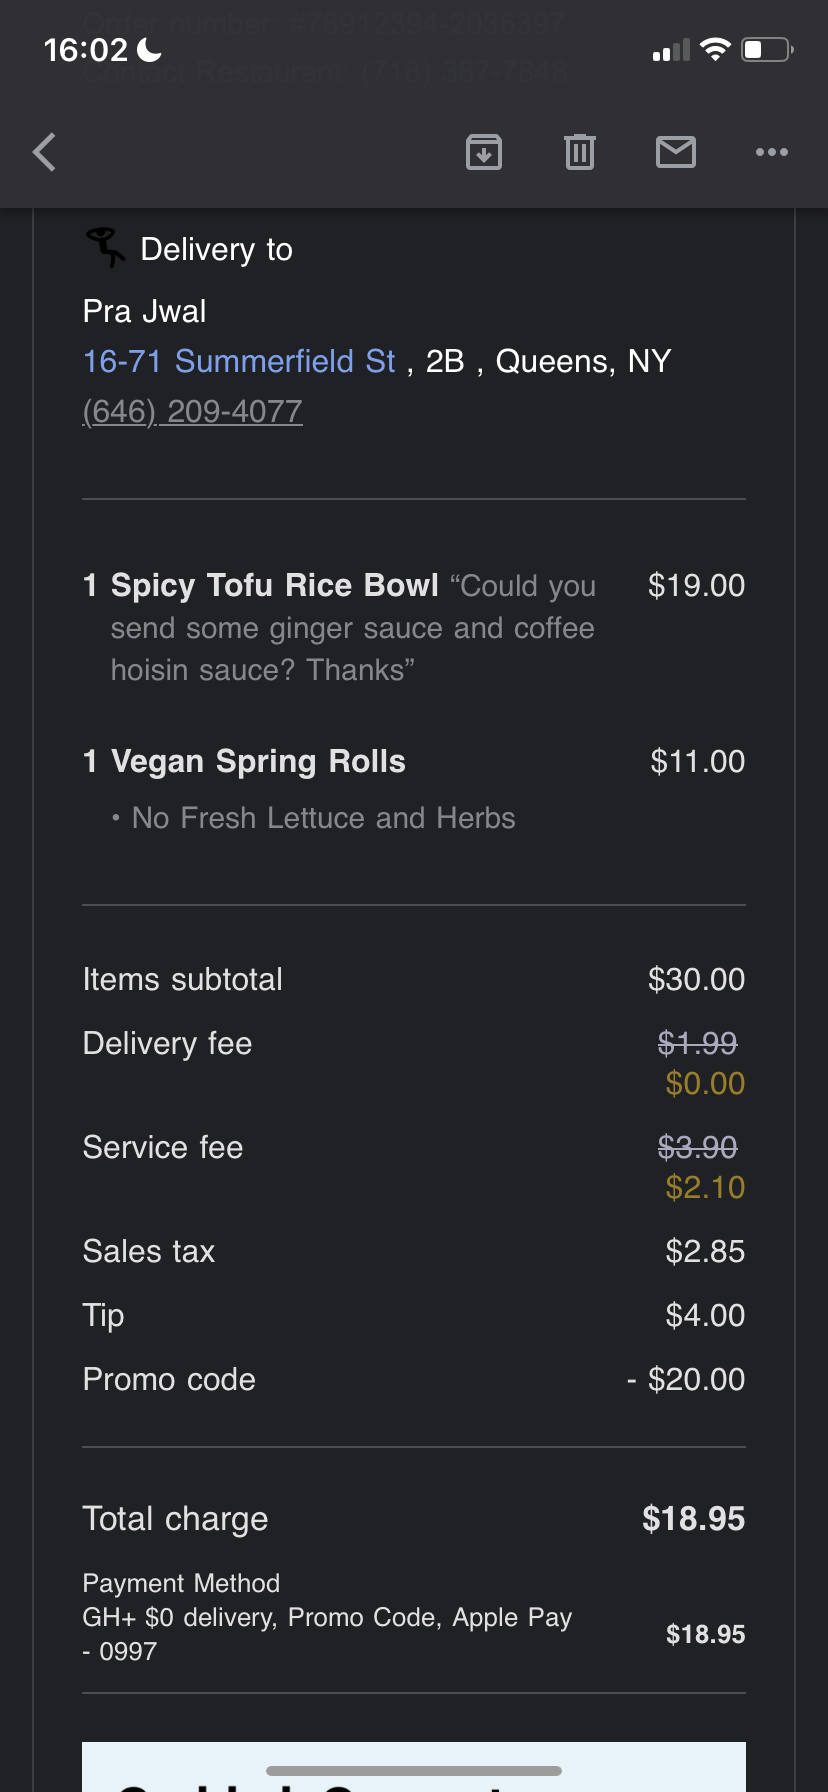 Order number: #78912394-2036397
16:02
Contact Restaurant: (718) 387-7848
Delivery to
Pra Jwal
16-71 Summerfield St , 2B , Queens, NY
(646) 209-4077
1 Spicy Tofu Rice Bowl “Could you $19.00
send some ginger sauce and coffee
hoisin sauce? Thanks”
1 Vegan Spring Rolls $11.00
• No Fresh Lettuce and Herbs
Items subtotal $30.00
Delivery fee $1.99
$0.00
Service fee $3.90
$2.10
Sales tax $2.85
Tip $4.00
Promo code - $20.00
Total charge $18.95
Payment Method
GH+ $0 delivery, Promo Code, Apple Pay
- 0997 $18.95